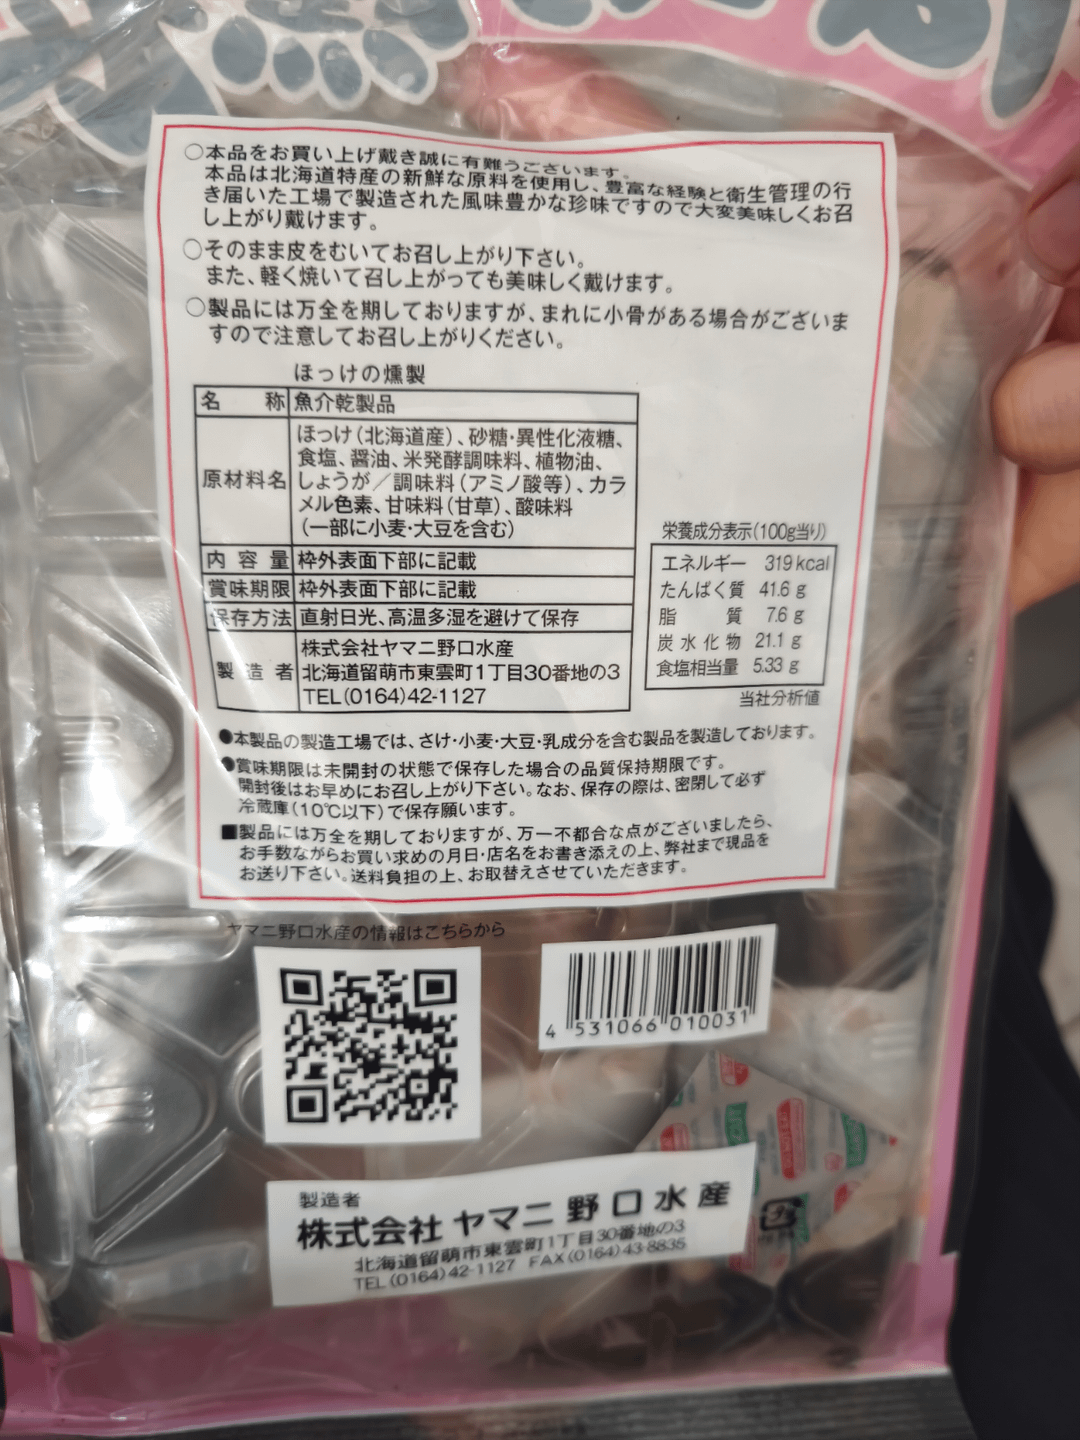 ○本品をお買い上げ戴き誠に有難うございます。
本品は北海道特産の新鮮な原料を使用し、豊富な経験と衛生管理の行
き届いた工場で製造された風味豊かな珍味ですので大変美味しくお召
し上がり戴けます。
○そのまま皮をむいてお召し上がり下さい。
また、軽く焼いて召し上がっても美味しく戴けます。
○製品には万全を期しておりますが、まれに小骨がある場合がございま
すので注意してお召し上がりください。
ほっけの燻製
名 称 魚介乾製品
原材料名 ほっけ(北海道産)、砂糖・異性化液糖、
食塩、醤油、米発酵調味料、植物油、
しょうが/調味料(アミノ酸等)、カラ
メル色素、甘味料(甘草)、酸味料
(一部に小麦・大豆を含む)
内 容 量 枠外表面下部に記載
賞味期限 枠外表面下部に記載
保存方法 直射日光、高温多湿を避けて保存
製 造 者 株式会社ヤマニ野口水産
北海道留萌市東雲町1丁目30番地の3
TEL(0164)42-1127
栄養成分表示(100g当り)
エネルギー 319kcal
たんぱく質 41.6g
脂 質 7.6g
炭水化物 21.1g
食塩相当量 5.33g
当社分析値
●本製品の製造工場では、さけ・小麦・大豆・乳成分を含む製品を製造しております。
●賞味期限は未開封の状態で保存した場合の品質保持期限です。
開封後はお早めにお召し上がり下さい。なお、保存の際は、密閉して必ず
冷蔵庫(10℃以下)で保存願います。
■製品には万全を期しておりますが、万一不都合な点がございましたら、
お手数ながらお買い求めの月日・店名をお書き添えの上、弊社まで現品を
お送り下さい。送料負担の上、お取替えさせていただきます。
ヤマニ野口水産の情報はこちらから
4 531066 010031
製造者
株式会社 ヤマニ野口水産
北海道留萌市東雲町1丁目30番地の3
TEL(0164)42-1127 FAX(0164)43-8835